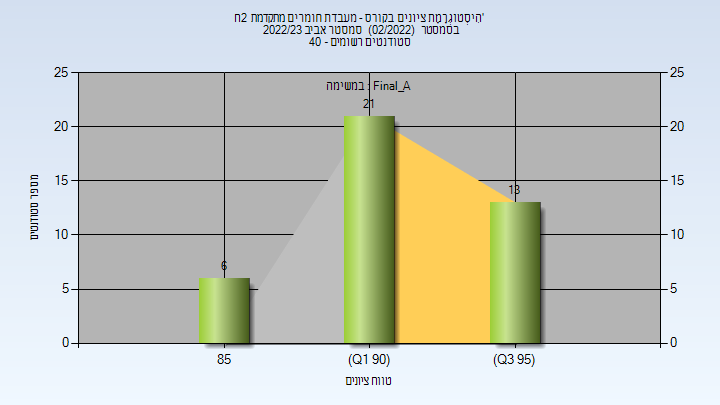 הִיסְטוֹגְרַמַת ציונים בקורס - מעבדת חומרים מתקדמת 2ח'
בסמסטר (02/2022) סמסטר אביב 2022/23
סטודנטים רשומים - 40
במשימה : Final_A
25
20
15
10
5
0
25
20
15
10
5
0
6
21
13
מספר סטודנטים
85
(Q1 90)
(Q3 95)
טווח ציונים